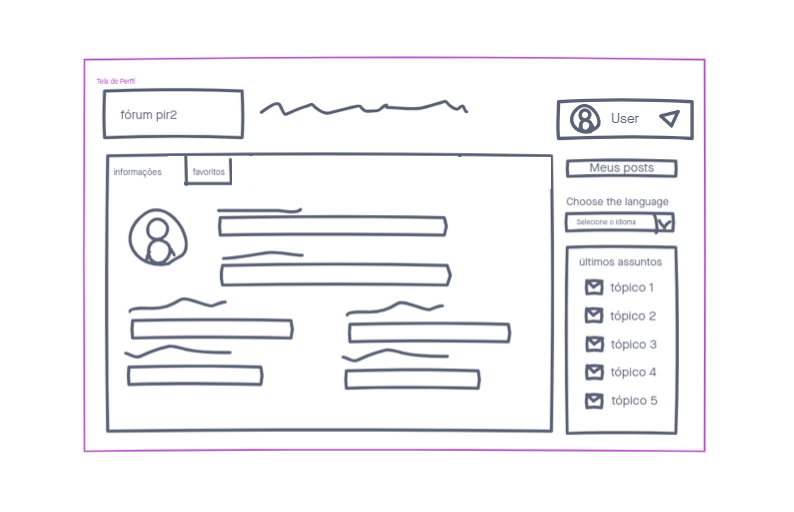 Tela de Perfil
fórum pir2
User
informações
favoritos
Meus posts
Choose the language
Selecione o Idioma
últimos assuntos
tópico 1
tópico 2
tópico 3
tópico 4
tópico 5